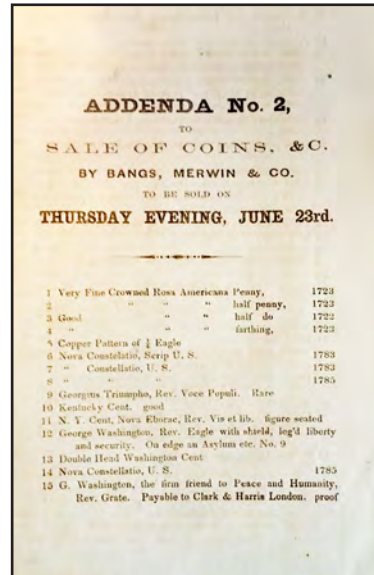 ADDENDA No. 2,
TO
SALE OF COINS, &C.
BY BANGS, MERWIN & CO.
TO BE SOLD ON
THURSDAY EVENING, JUNE 23rd.
1 Very Fine Crowned Rosa Americana Penny, 1723
2 " " " half penny, 1723
3 Good " " half do 1722
4 " " " farthing, 1723
5 Copper Pattern of ½ Eagle
6 Nova Constelatio, Scrip U. S. 1783
7 " Constellatio, U. S. 1783
8 " " " 1785
9 Georgius Triumpho, Rev. Voce Populi. Rare
10 Kentucky Cent. good
11 N. Y. Cent, Nova Eborac, Rev. Vis et lib. figure seated
12 George Washington, Rev. Eagle with shield, leg'd liberty
and security. On edge an Asylum etc. No. 9
13 Double Head Washington Cent
14 Nova Constellatio, U. S. 1785
15 G. Washington, the firm friend to Peace and Humanity,
Rev. Grate. Payable to Clark & Harris London. proof